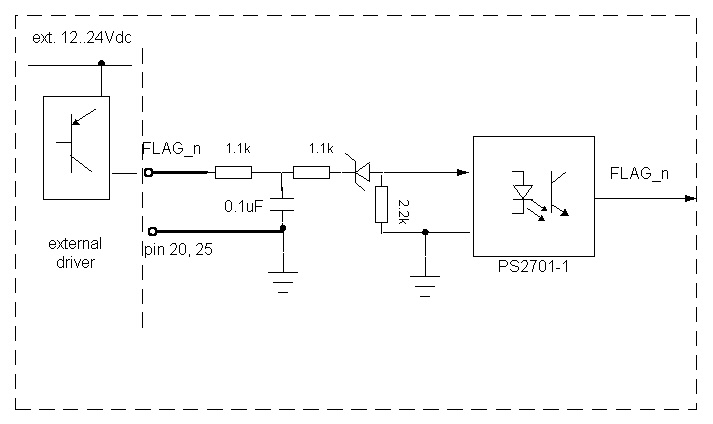 ext. 12..24Vdc
FLAG_n
1.1k
1.1k
FLAG_n
0.1uF
2.2k
external
driver
pin 20, 25
PS2701-1